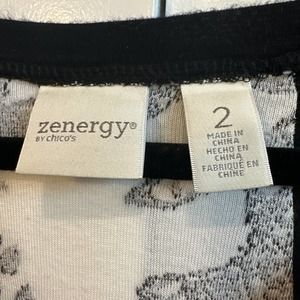 zenergy®
BY CHICO'S
2
MADE IN
CHINA
HECHO EN
CHINA
FABRIQUÉ EN
CHINE